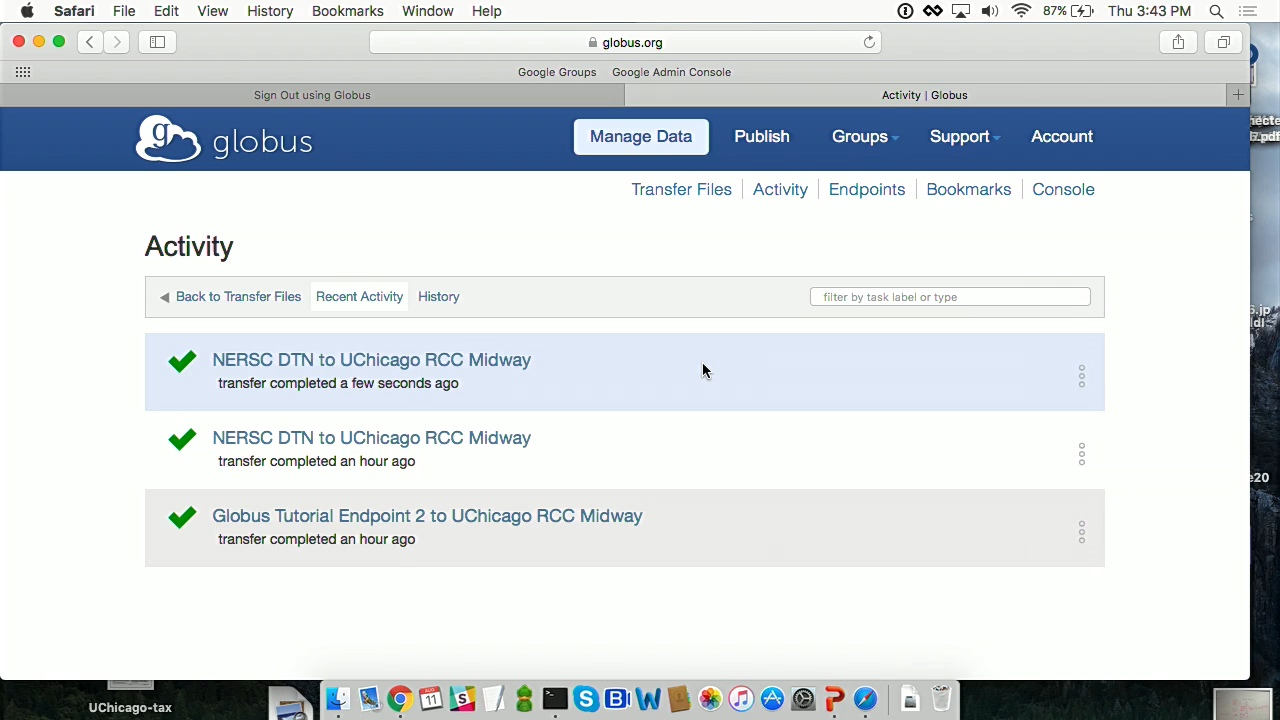 Safari File Edit View History Bookmarks Window Help 87% Thu 3:43 PM
globus.org
Google Groups Google Admin Console
Sign Out using Globus Activity | Globus
globus Manage Data Publish Groups Support Account
Transfer Files Activity Endpoints Bookmarks Console
Activity
Back to Transfer Files Recent Activity History filter by task label or type
NERSC DTN to UChicago RCC Midway
transfer completed a few seconds ago
NERSC DTN to UChicago RCC Midway
transfer completed an hour ago
Globus Tutorial Endpoint 2 to UChicago RCC Midway
transfer completed an hour ago
UChicago-tax